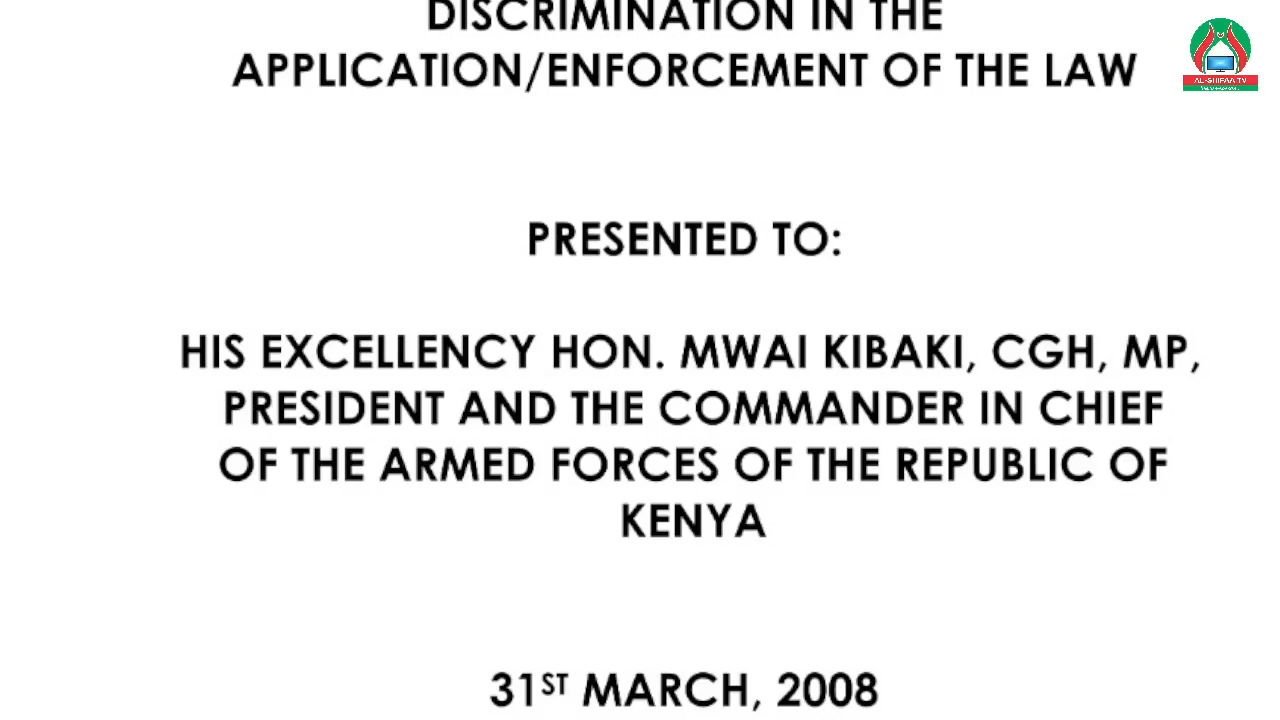 DISCRIMINATION IN THE
APPLICATION/ENFORCEMENT OF THE LAW
AL-SHIFAA TV
PRESENTED TO:
HIS EXCELLENCY HON. MWAI KIBAKI, CGH, MP,
PRESIDENT AND THE COMMANDER IN CHIEF
OF THE ARMED FORCES OF THE REPUBLIC OF
KENYA
31ST MARCH, 2008